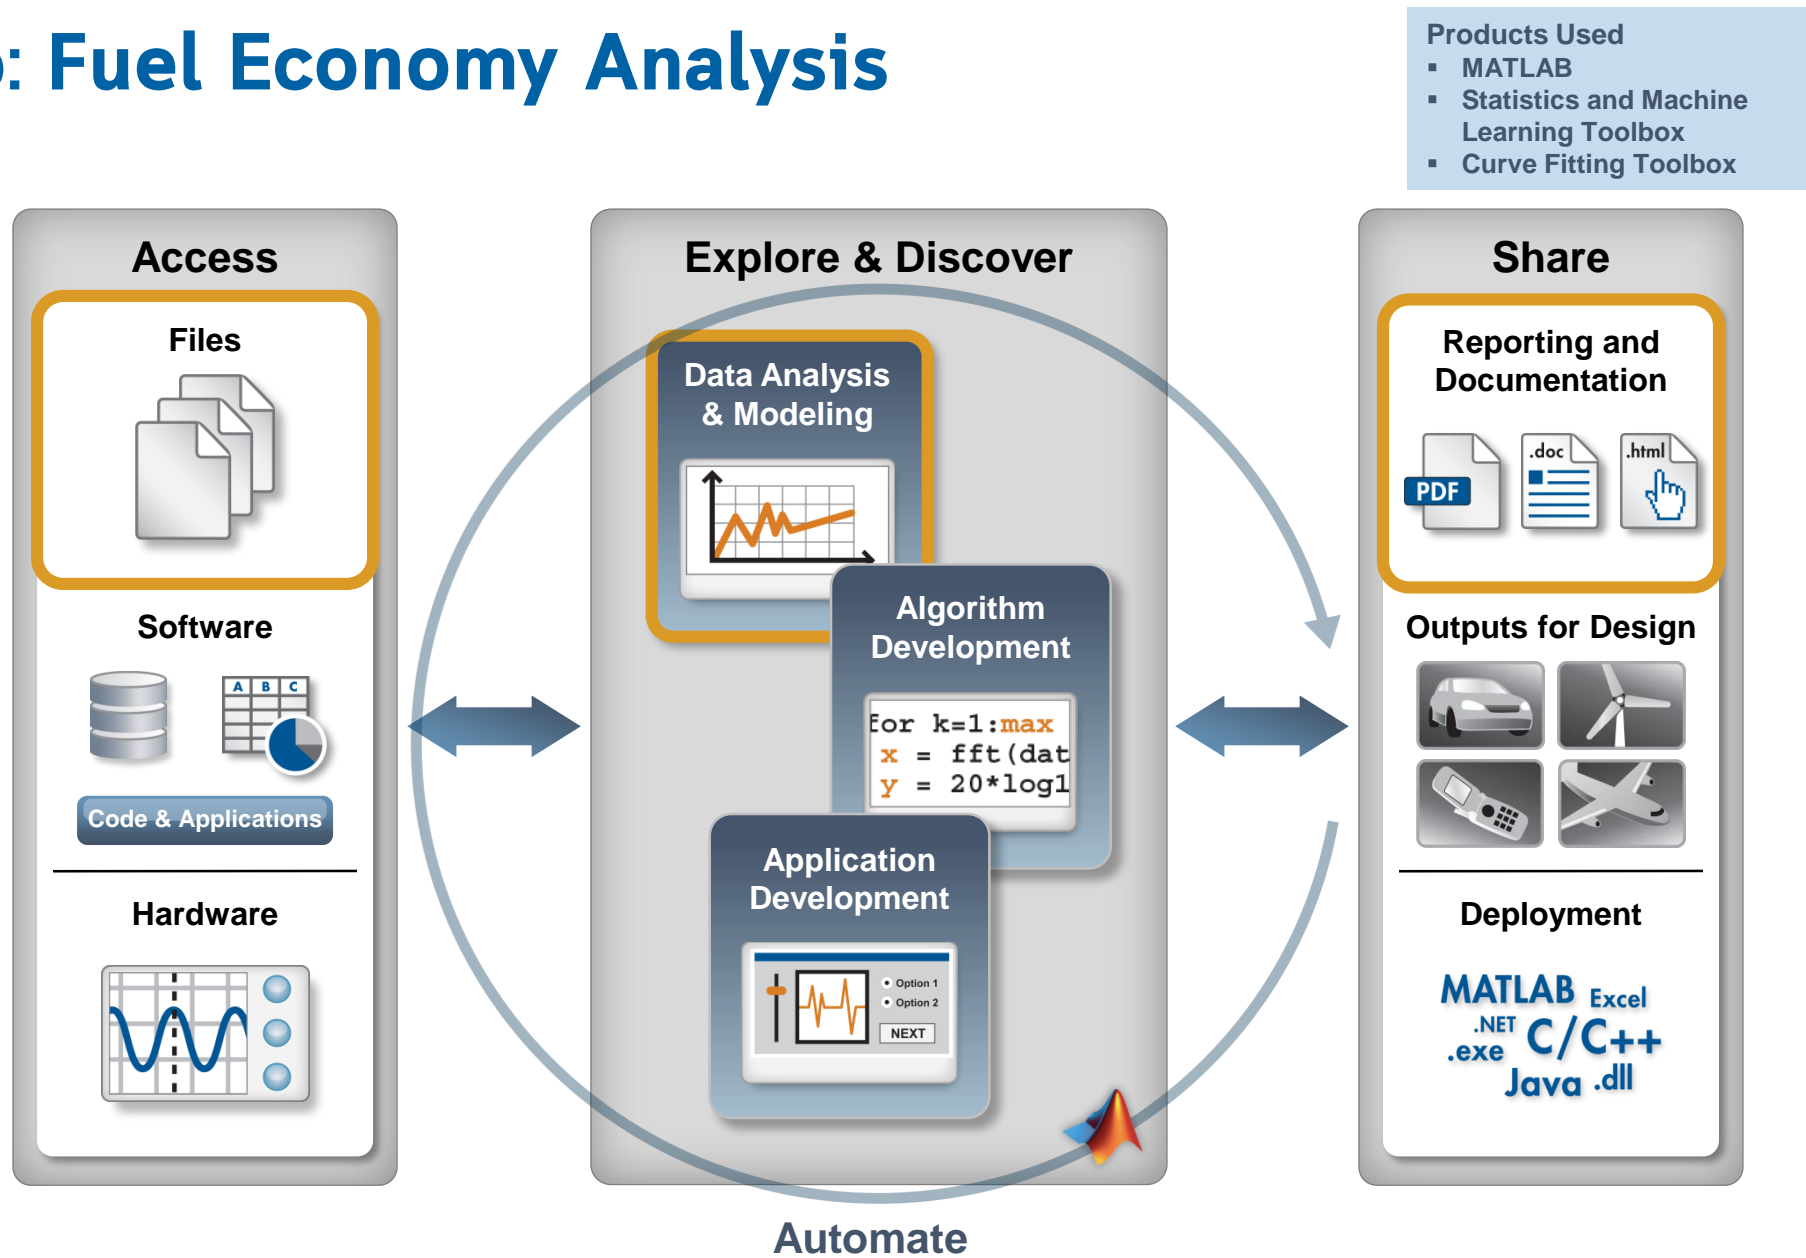 : Fuel Economy Analysis
Products Used
▪ MATLAB
▪ Statistics and Machine
Learning Toolbox
▪ Curve Fitting Toolbox
Access
Files
Software
A B C
Code & Applications
Hardware
Explore & Discover
Data Analysis
& Modeling
Algorithm
Development
for k=1:max
x = fft(dat
y = 20*log1
Application
Development
Option 1
Option 2
NEXT
Share
Reporting and
Documentation
PDF
.doc
.html
Outputs for Design
Deployment
MATLAB Excel
.NET
.exe C/C++
Java .dll
Automate